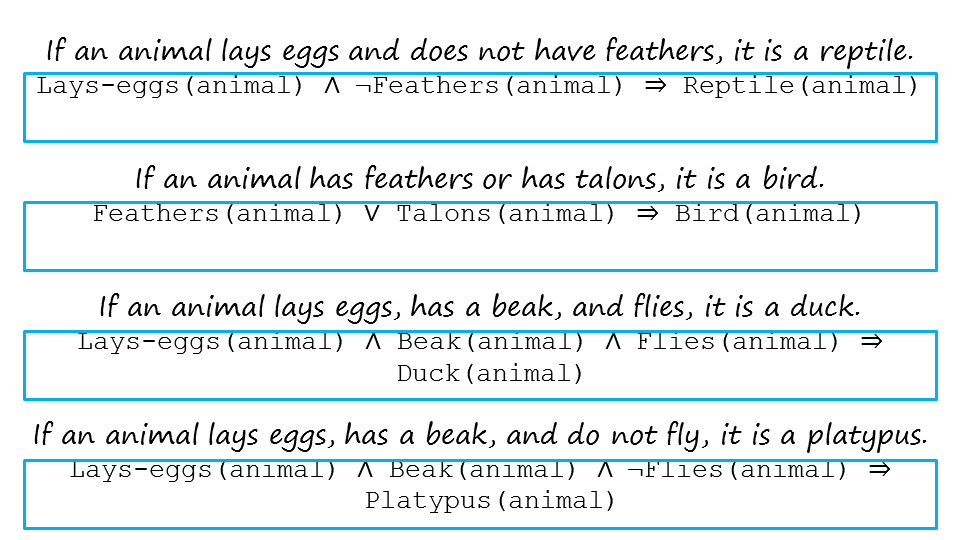 If an animal lays eggs and does not have feathers, it is a reptile.
Lays-eggs(animal) ∧ ¬Feathers(animal) ⇒ Reptile(animal)
If an animal has feathers or has talons, it is a bird.
Feathers(animal) ∨ Talons(animal) ⇒ Bird(animal)
If an animal lays eggs, has a beak, and flies, it is a duck.
Lays-eggs(animal) ∧ Beak(animal) ∧ Flies(animal) ⇒
Duck(animal)
If an animal lays eggs, has a beak, and do not fly, it is a platypus.
Lays-eggs(animal) ∧ Beak(animal) ∧ ¬Flies(animal) ⇒
Platypus(animal)